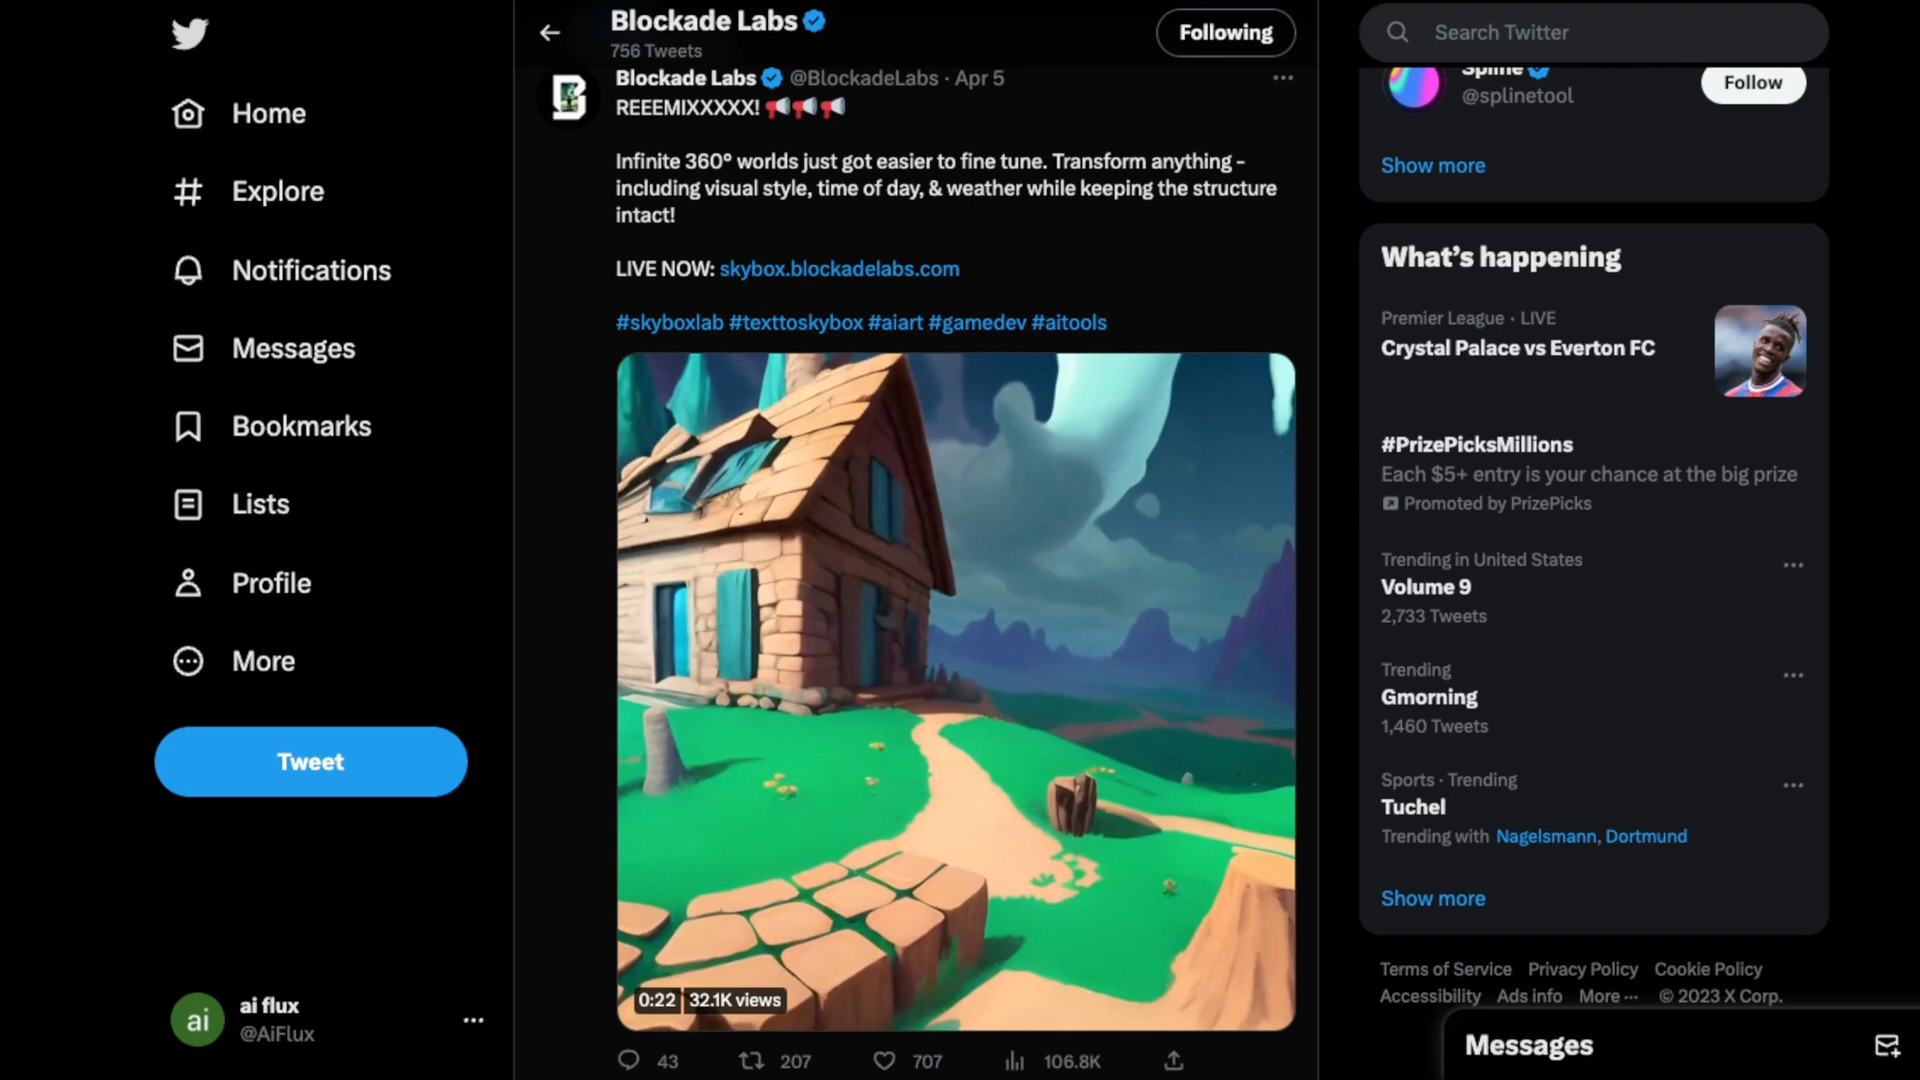 Home
Explore
Notifications
Messages
Bookmarks
Lists
Profile
More
Tweet
ai
ai flux
@AiFlux
Blockade Labs
756 Tweets
Following
Blockade Labs @BlockadeLabs · Apr 5
REEEMIXXXXX! 📢📢📢
Infinite 360° worlds just got easier to fine tune. Transform anything -
including visual style, time of day, & weather while keeping the structure
intact!
LIVE NOW: skybox.blockadelabs.com
#skyboxlab #texttoskybox #aiart #gamedev #aitools
0:22 32.1K views
43 207 707 106.8K
Search Twitter
Spline
@splinetool
Follow
Show more
What's happening
Premier League · LIVE
Crystal Palace vs Everton FC
#PrizePicksMillions
Each $5+ entry is your chance at the big prize
Promoted by PrizePicks
Trending in United States
Volume 9
2,733 Tweets
Trending
Gmorning
1,460 Tweets
Sports · Trending
Tuchel
Trending with Nagelsmann, Dortmund
Show more
Terms of Service Privacy Policy Cookie Policy
Accessibility Ads info More ··· © 2023 X Corp.
Messages